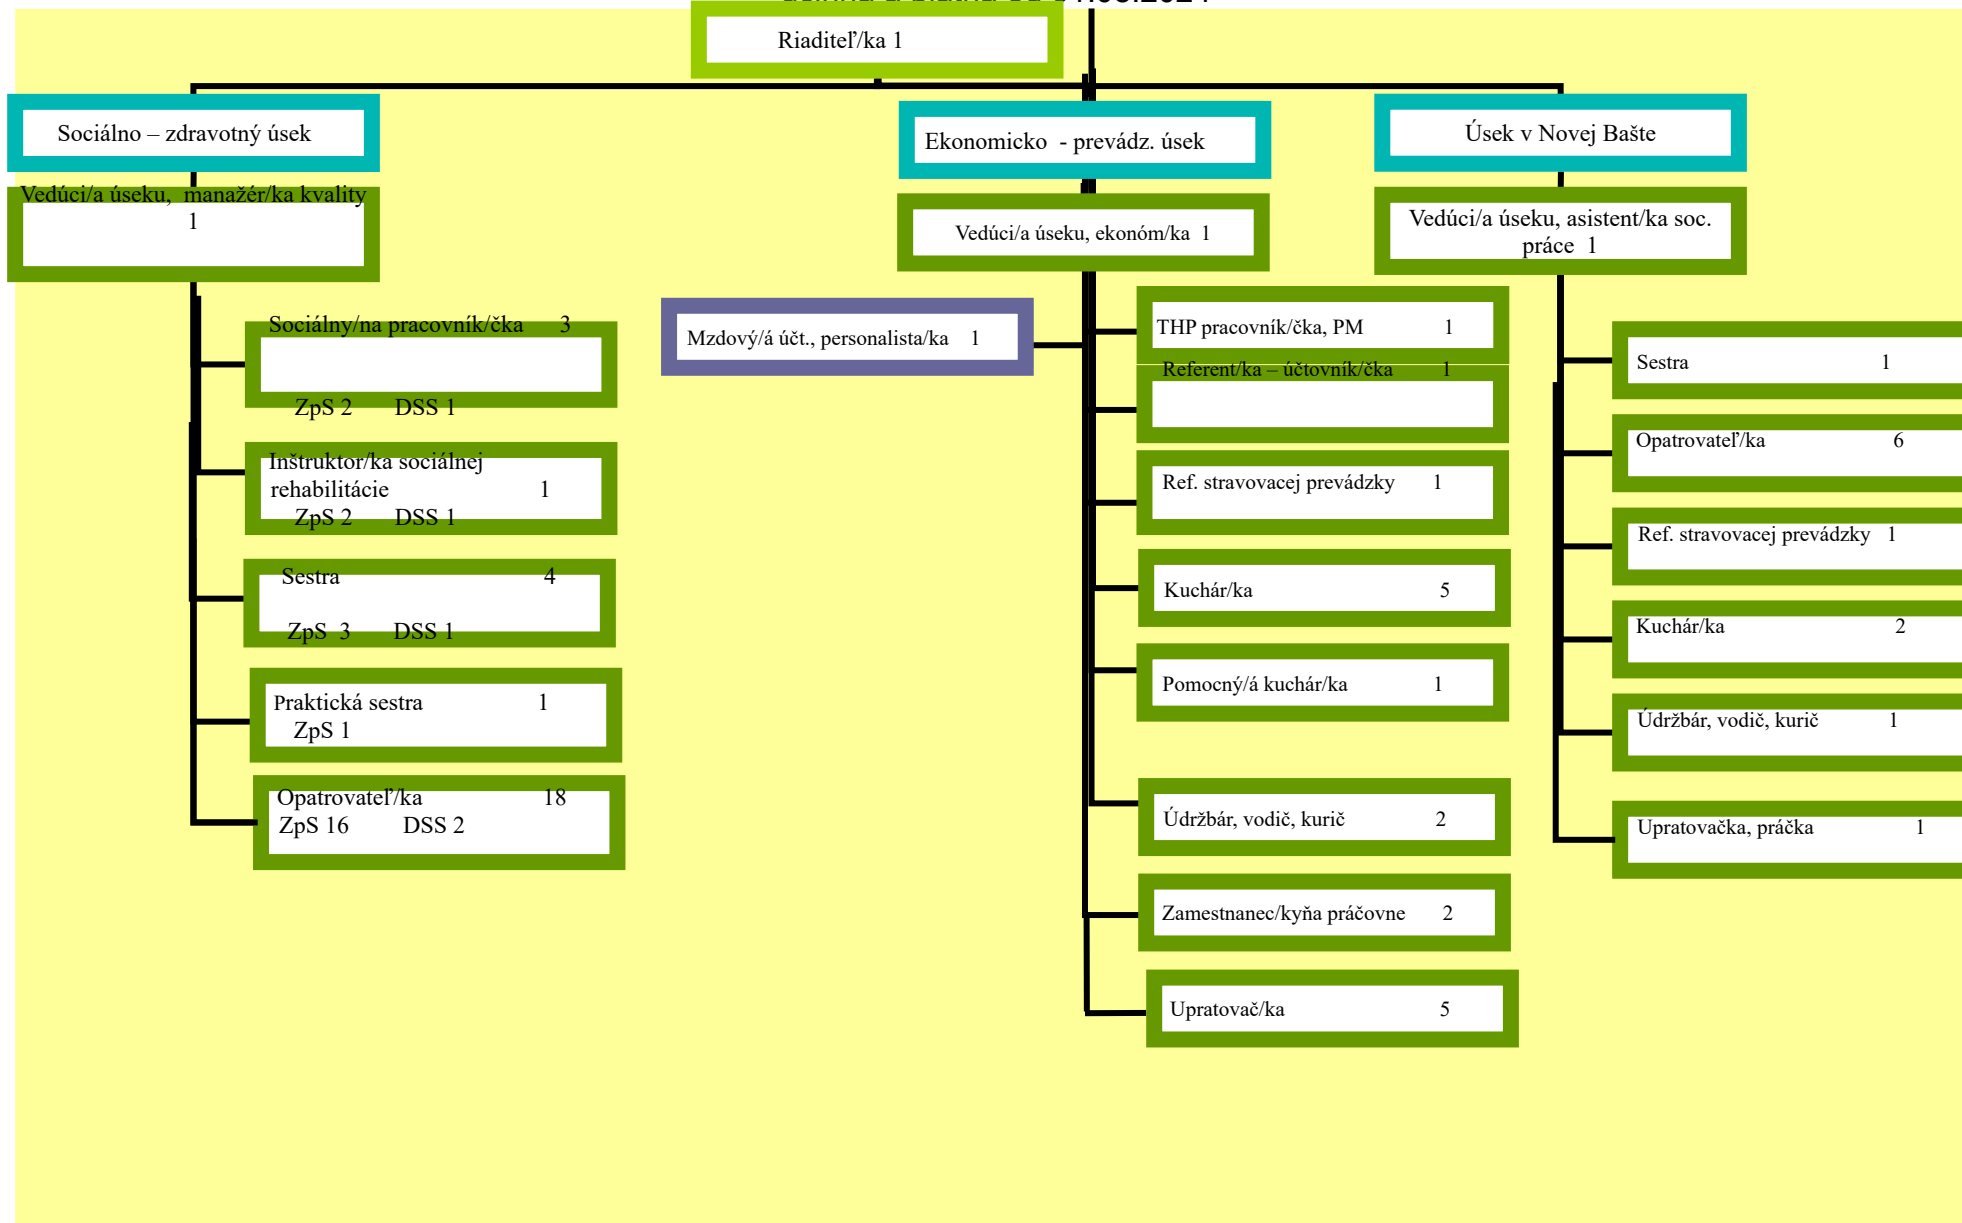 Riaditeľ/ka 1
Sociálno – zdravotný úsek
Vedúci/a úseku,  manažér/ka kvality
1
Sociálny/na pracovník/čka 3
ZpS 2 DSS 1
Inštruktor/ka sociálnej
rehabilitácie 1
ZpS 2 DSS 1
Sestra 4
ZpS 3 DSS 1
Praktická sestra 1
ZpS 1
Opatrovateľ/ka 18
ZpS 16 DSS 2
Ekonomicko - prevádz. úsek
Vedúci/a úseku, ekonóm/ka 1
Mzdový/á účt., personalista/ka 1
THP pracovník/čka, PM 1
Referent/ka – účtovník/čka 1
Ref. stravovacej prevádzky 1
Kuchár/ka 5
Pomocný/á kuchár/ka 1
Údržbár, vodič, kurič 2
Zamestnanec/kyňa práčovne 2
Upratovač/ka 5
Úsek v Novej Bašte
Vedúci/a úseku, asistent/ka soc.
práce 1
Sestra 1
Opatrovateľ/ka 6
Ref. stravovacej prevádzky 1
Kuchár/ka 2
Údržbár, vodič, kurič 1
Upratovačka, práčka 1